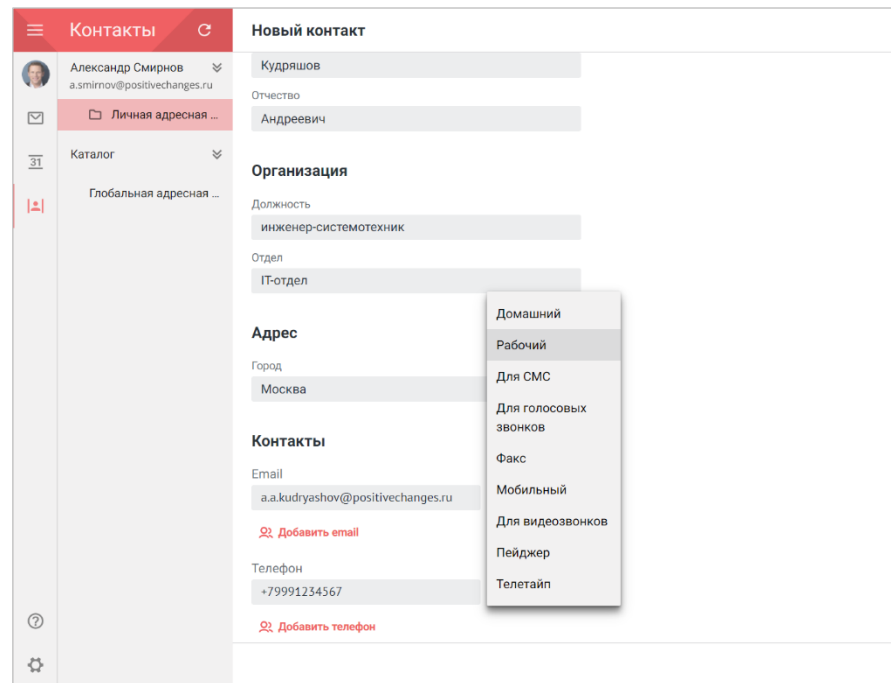 Контакты
Новый контакт
Александр Смирнов
a.smirnov@positivechanges.ru
Личная адресная ...
31
Каталог
Глобальная адресная ...
Кудряшов
Отчество
Андреевич
Организация
Должность
инженер-системотехник
Отдел
IT-отдел
Адрес
Город
Москва
Контакты
Email
a.a.kudryashov@positivechanges.ru
Добавить email
Телефон
+79991234567
Добавить телефон
Домашний
Рабочий
Для СМС
Для голосовых
звонков
Факс
Мобильный
Для видеозвонков
Пейджер
Телетайп